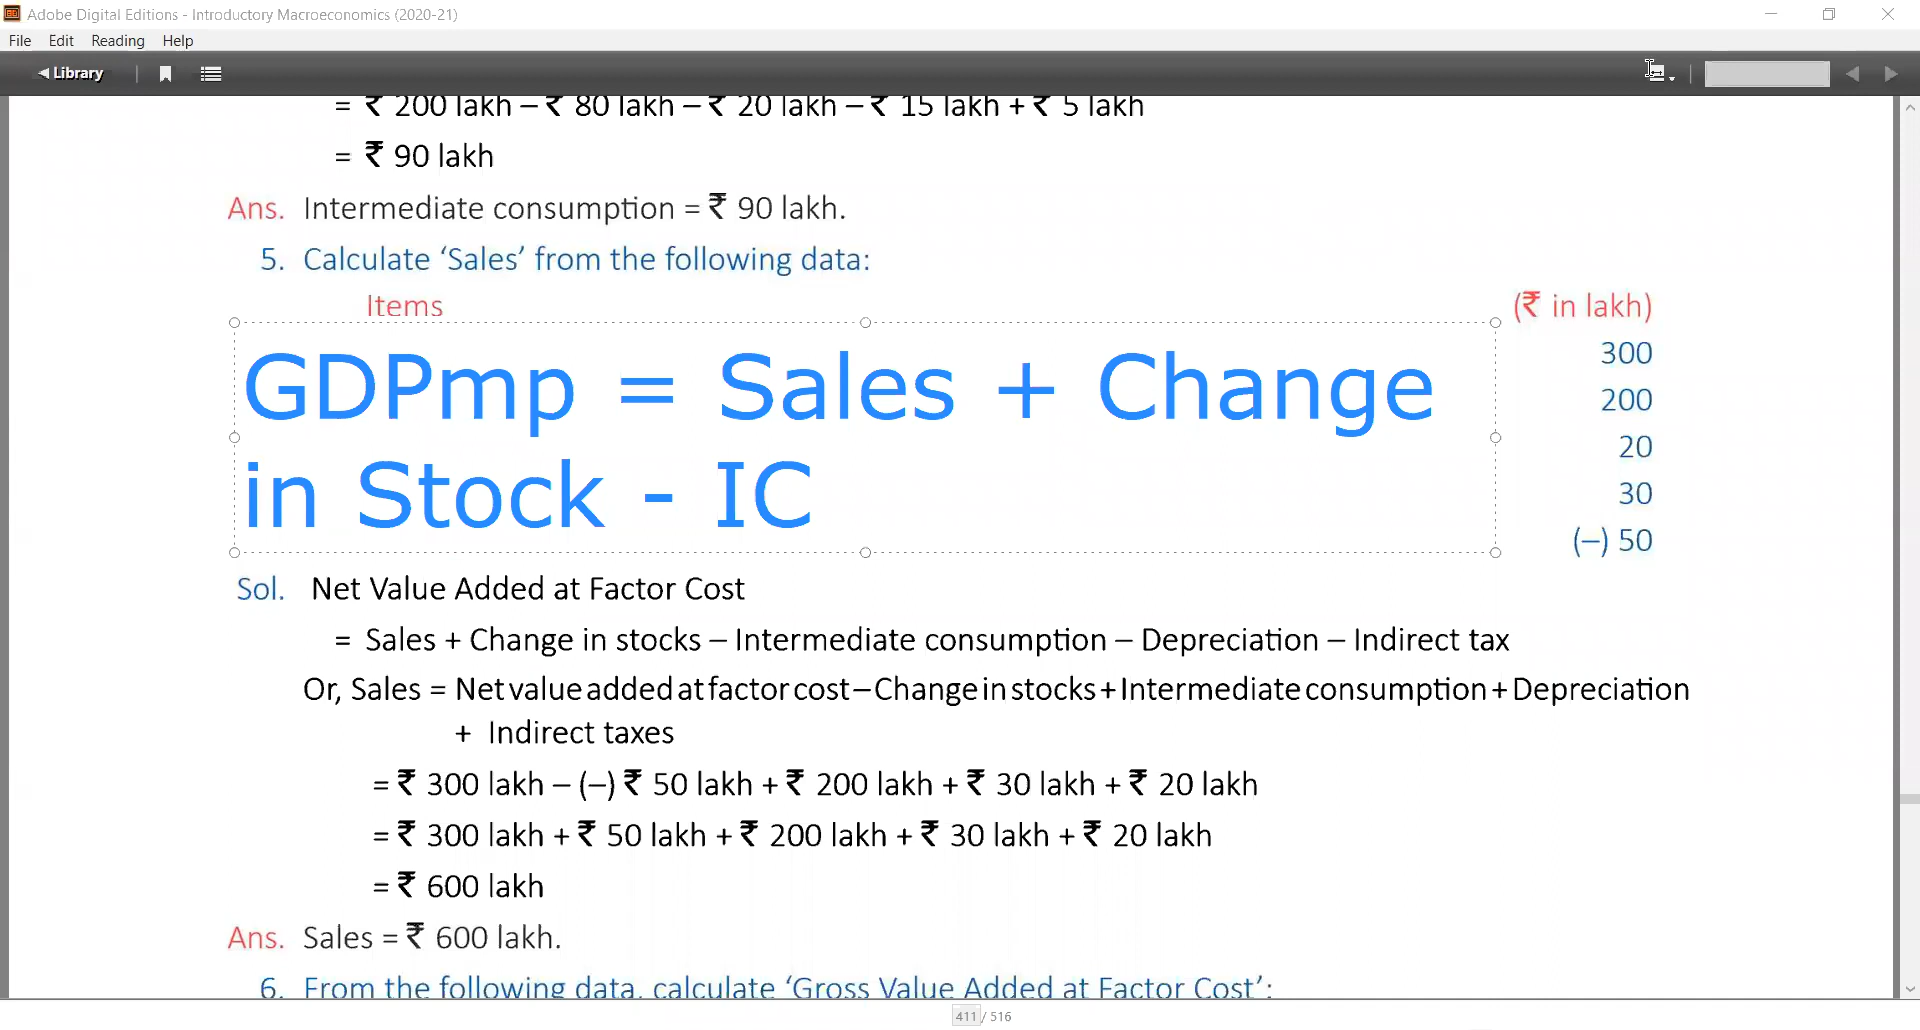 Adobe Digital Editions - Introductory Macroeconomics (2020-21)
File Edit Reading Help
Library
= ₹ 200 lakh – ₹ 80 lakh – ₹ 20 lakh – ₹ 15 lakh + ₹ 5 lakh
= ₹ 90 lakh
Ans. Intermediate consumption = ₹ 90 lakh.
5. Calculate ‘Sales’ from the following data:
Items (₹ in lakh)
300
GDPmp = Sales + Change
200
20
in Stock - IC
30
(–) 50
Sol. Net Value Added at Factor Cost
= Sales + Change in stocks – Intermediate consumption – Depreciation – Indirect tax
Or, Sales = Net value added at factor cost – Change in stocks + Intermediate consumption + Depreciation
+ Indirect taxes
= ₹ 300 lakh – (–) ₹ 50 lakh + ₹ 200 lakh + ₹ 30 lakh + ₹ 20 lakh
= ₹ 300 lakh + ₹ 50 lakh + ₹ 200 lakh + ₹ 30 lakh + ₹ 20 lakh
= ₹ 600 lakh
Ans. Sales = ₹ 600 lakh.
6. From the following data, calculate ‘Gross Value Added at Factor Cost’:
411 / 516